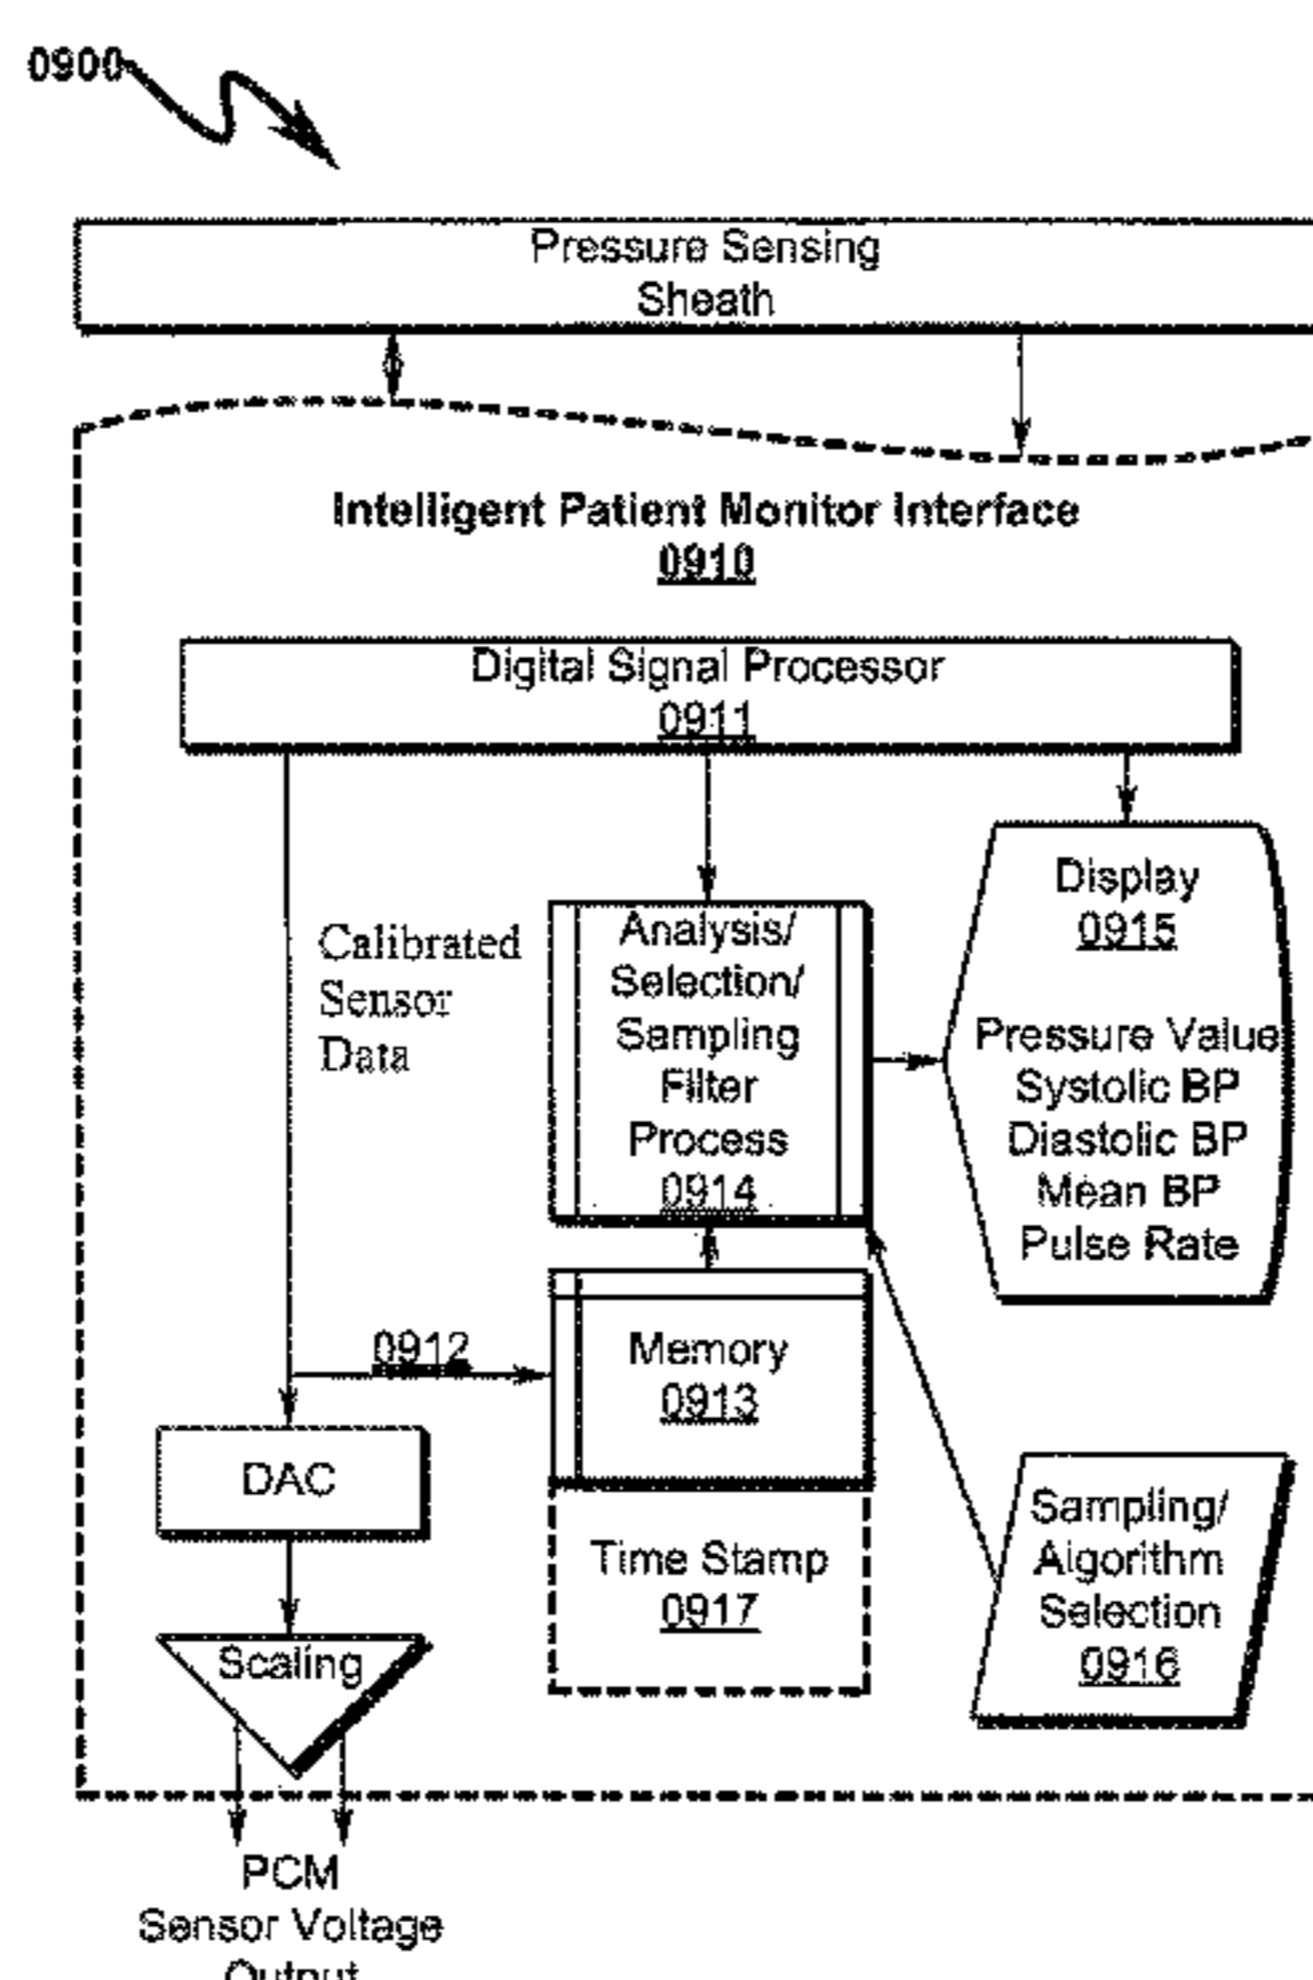 0900
Pressure Sensing
Sheath
Intelligent Patient Monitor Interface
0910
Digital Signal Processor
0911
Calibrated
Sensor
Data
Analysis/
Selection/
Sampling
Filter
Process
0914
Display
0915
Pressure Value
Systolic BP
Diastolic BP
Mean BP
Pulse Rate
0912
Memory
0913
DAC
Time Stamp
0917
Sampling/
Algorithm
Selection
0916
Scaling
PCM
Sensor Voltage
Output